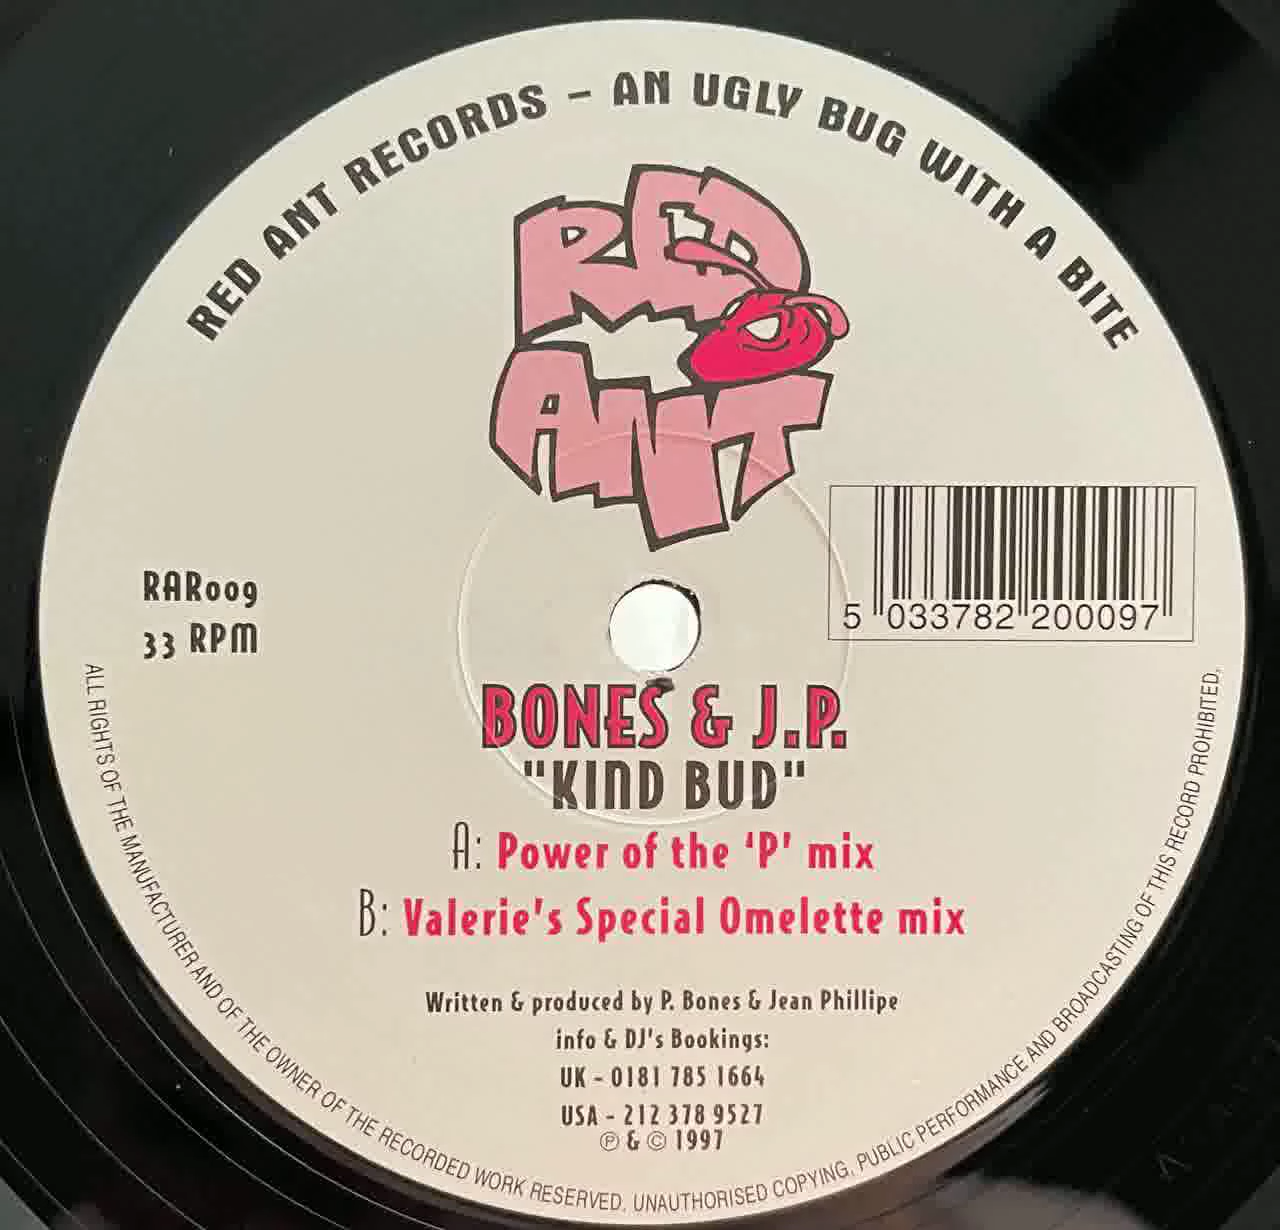 RED ANT RECORDS - AN UGLY BUG WITH A BITE
RED
ANT
RAR009
33 RPM
5 033782 200097
BONES & J.P.
"KIND BUD"
A: Power of the 'P' mix
B: Valerie's Special Omelette mix
Written & produced by P. Bones & Jean Phillipe
info & DJ's Bookings:
UK - 0181 785 1664
USA - 212 378 9527
℗ & © 1997
ALL RIGHTS OF THE MANUFACTURER AND OF THE OWNER OF THE RECORDED WORK RESERVED. UNAUTHORISED COPYING, PUBLIC PERFORMANCE AND BROADCASTING OF THIS RECORD PROHIBITED.